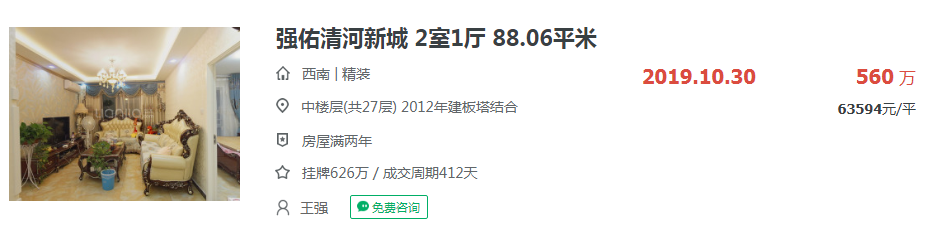 强佑清河新城 2室1厅 88.06平米
西南 | 精装
2019.10.30
560 万
中楼层(共27层) 2012年建板塔结合
63594元/平
房屋满两年
挂牌626万 / 成交周期412天
王强
免费咨询